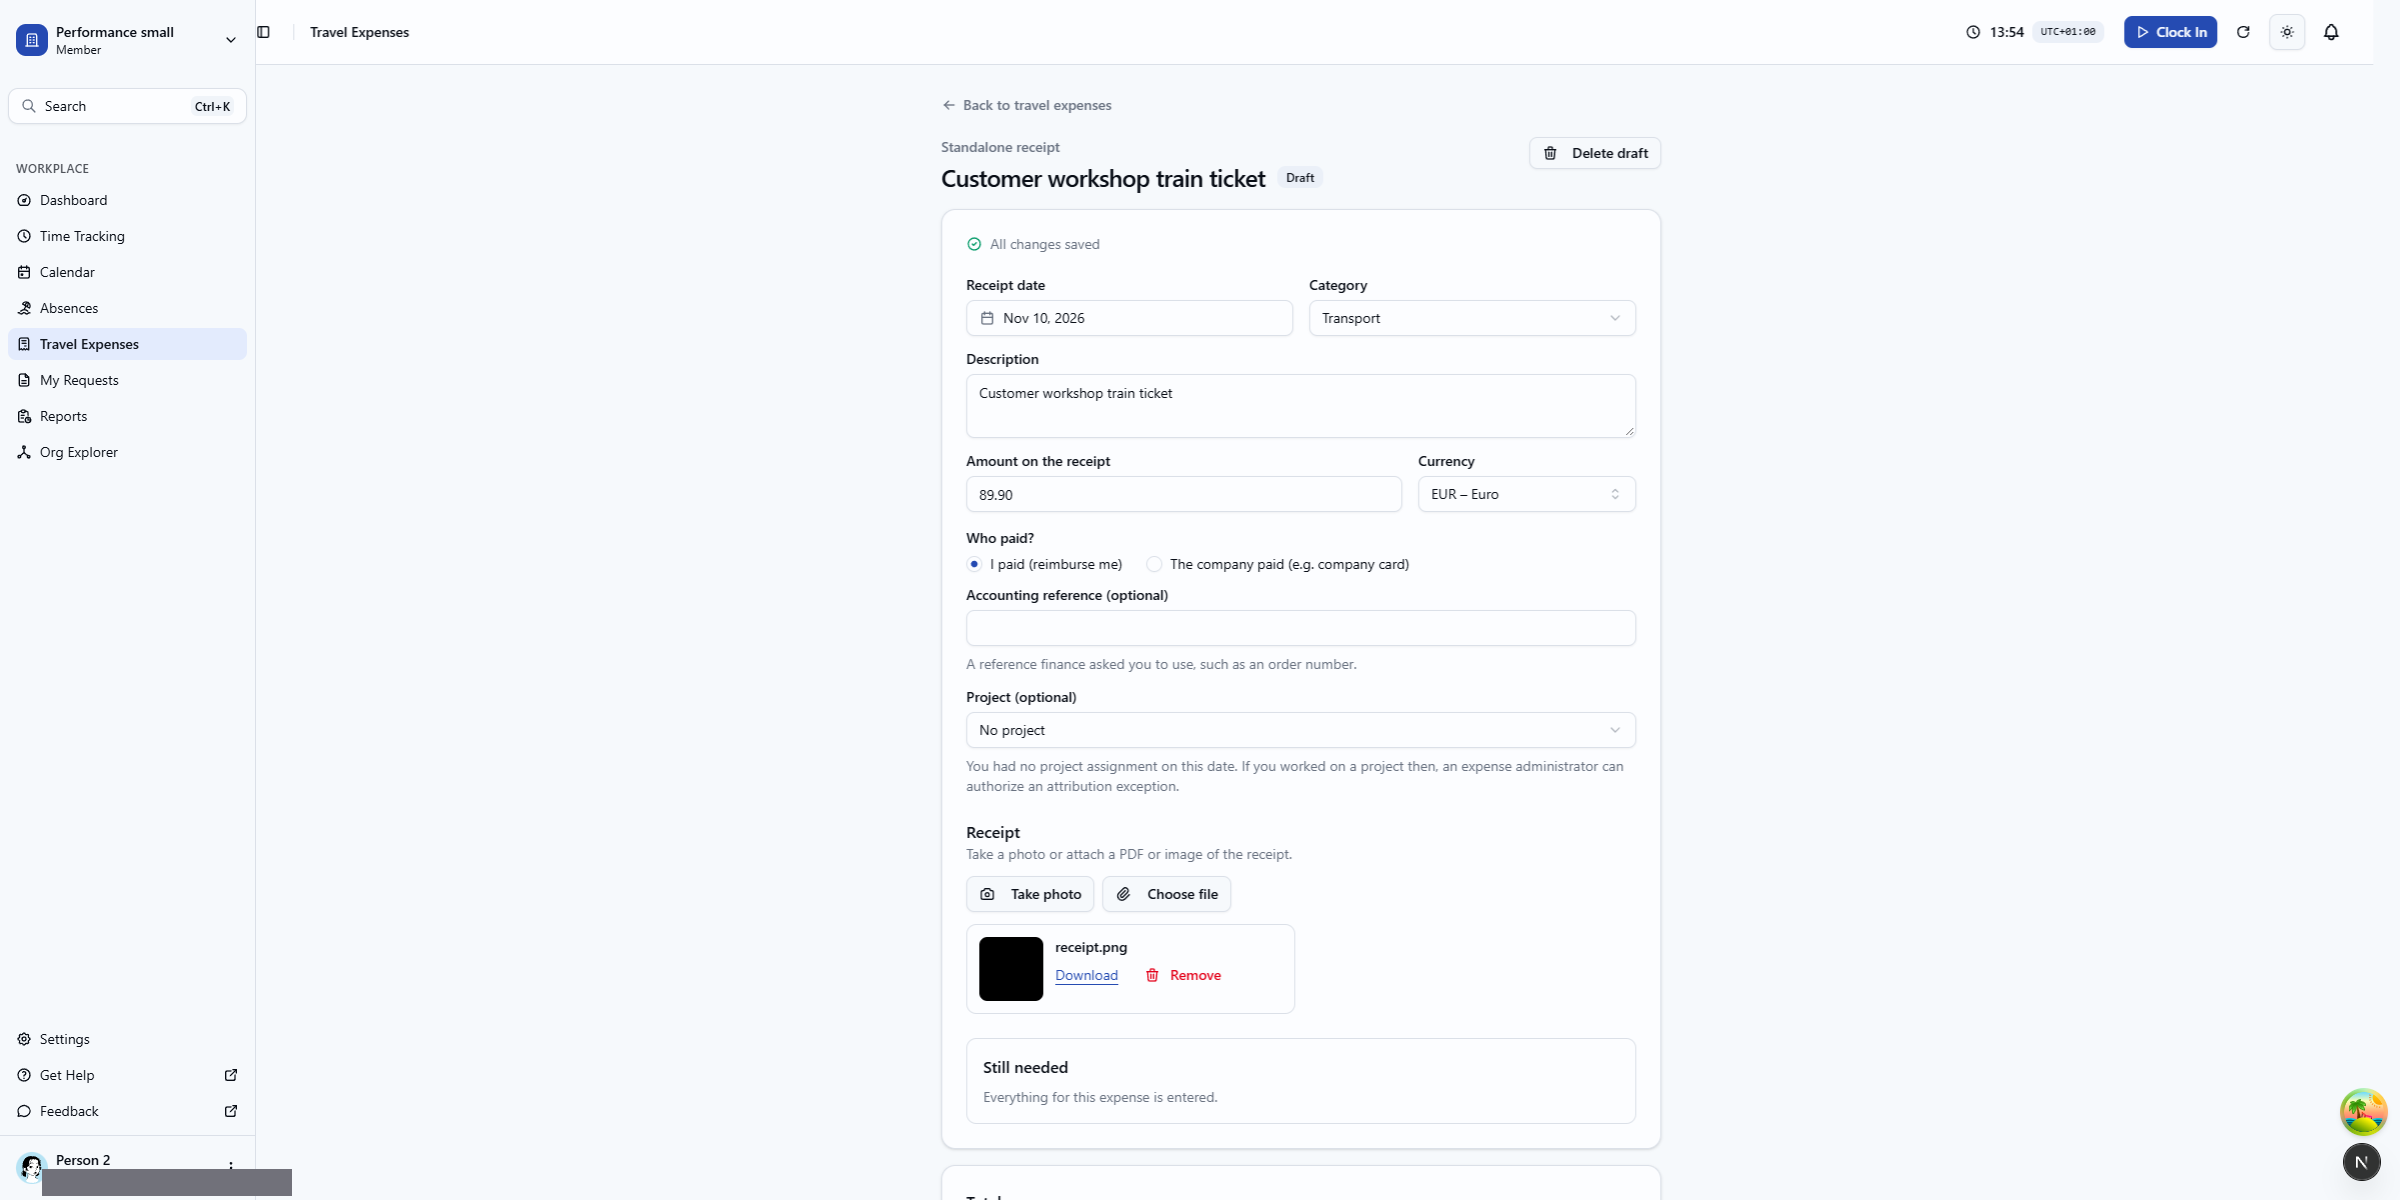 Performance small
Member
Search
Ctrl+K
WORKPLACE
Dashboard
Time Tracking
Calendar
Absences
Travel Expenses
My Requests
Reports
Org Explorer
Settings
Get Help
Feedback
Person 2
Travel Expenses
13:54
UTC+01:00
Clock In
Back to travel expenses
Standalone receipt
Customer workshop train ticket
Draft
Delete draft
All changes saved
Receipt date
Category
Nov 10, 2026
Transport
Description
Customer workshop train ticket
Amount on the receipt
Currency
89.90
EUR – Euro
Who paid?
I paid (reimburse me)
The company paid (e.g. company card)
Accounting reference (optional)
A reference finance asked you to use, such as an order number.
Project (optional)
No project
You had no project assignment on this date. If you worked on a project then, an expense administrator can
authorize an attribution exception.
Receipt
Take a photo or attach a PDF or image of the receipt.
Take photo
Choose file
receipt.png
Download
Remove
Still needed
Everything for this expense is entered.
N